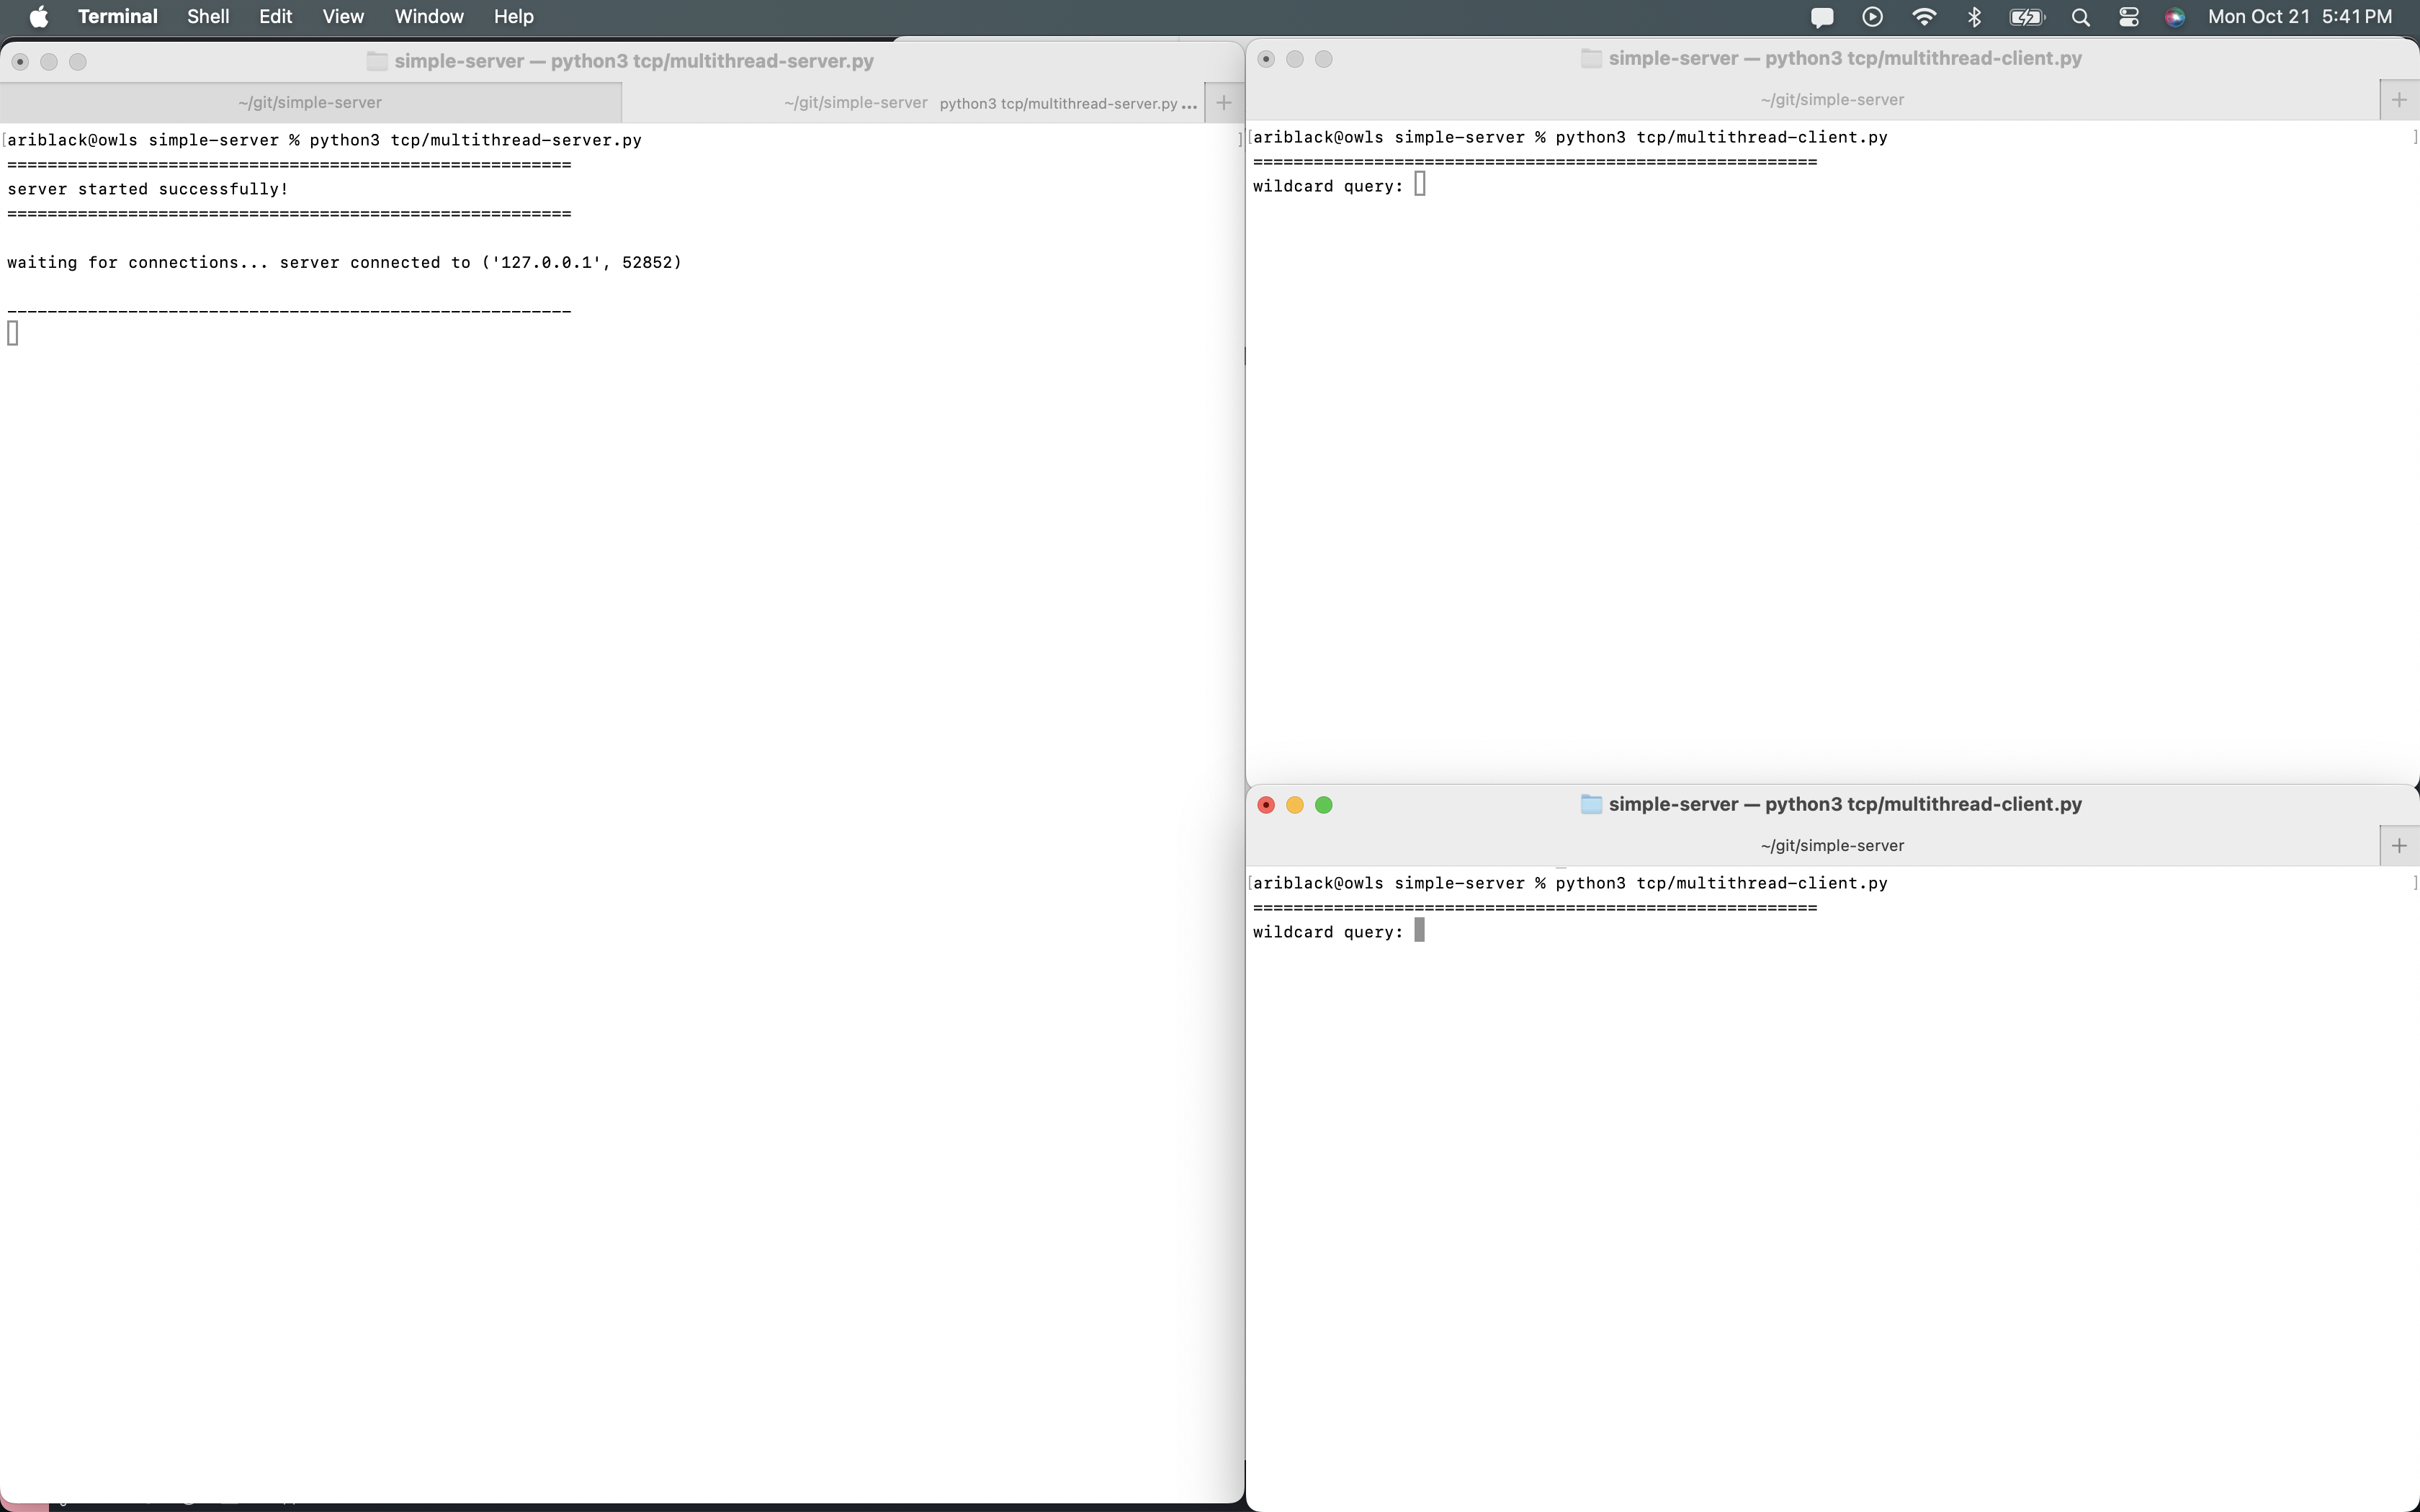 Terminal Shell Edit View Window Help Mon Oct 21 5:41 PM
simple-server — python3 tcp/multithread-server.py
~/git/simple-server ~/git/simple-server python3 tcp/multithread-server.py ...
[ariblack@owls simple-server % python3 tcp/multithread-server.py ]
========================================================
server started successfully!
========================================================
waiting for connections... server connected to ('127.0.0.1', 52852)
--------------------------------------------------------
simple-server — python3 tcp/multithread-client.py
~/git/simple-server
[ariblack@owls simple-server % python3 tcp/multithread-client.py ]
========================================================
wildcard query:
simple-server — python3 tcp/multithread-client.py
~/git/simple-server
[ariblack@owls simple-server % python3 tcp/multithread-client.py ]
========================================================
wildcard query: